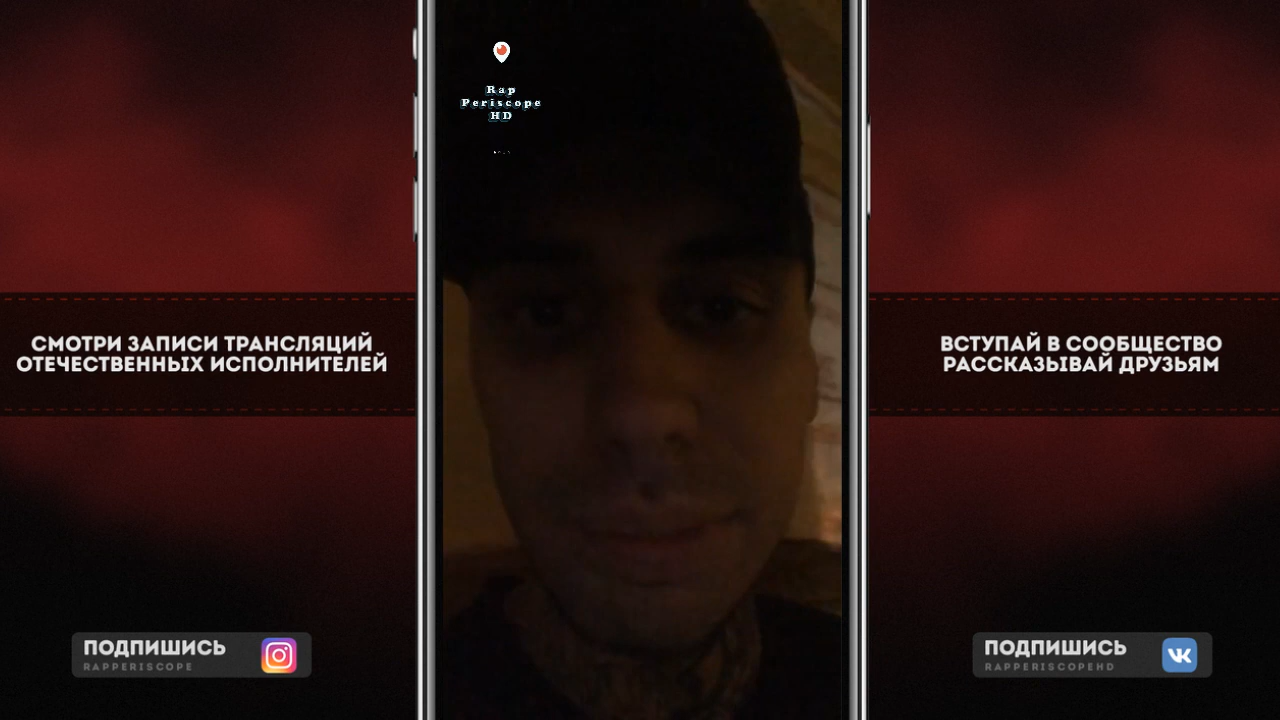 Rap
Periscope
HD
СМОТРИ ЗАПИСИ ТРАНСЛЯЦИЙ
ОТЕЧЕСТВЕННЫХ ИСПОЛНИТЕЛЕЙ
ВСТУПАЙ В СООБЩЕСТВО
РАССКАЗЫВАЙ ДРУЗЬЯМ
ПОДПИШИСЬ
RAPPERISCOPE
ПОДПИШИСЬ
RAPPERISCOPEHD